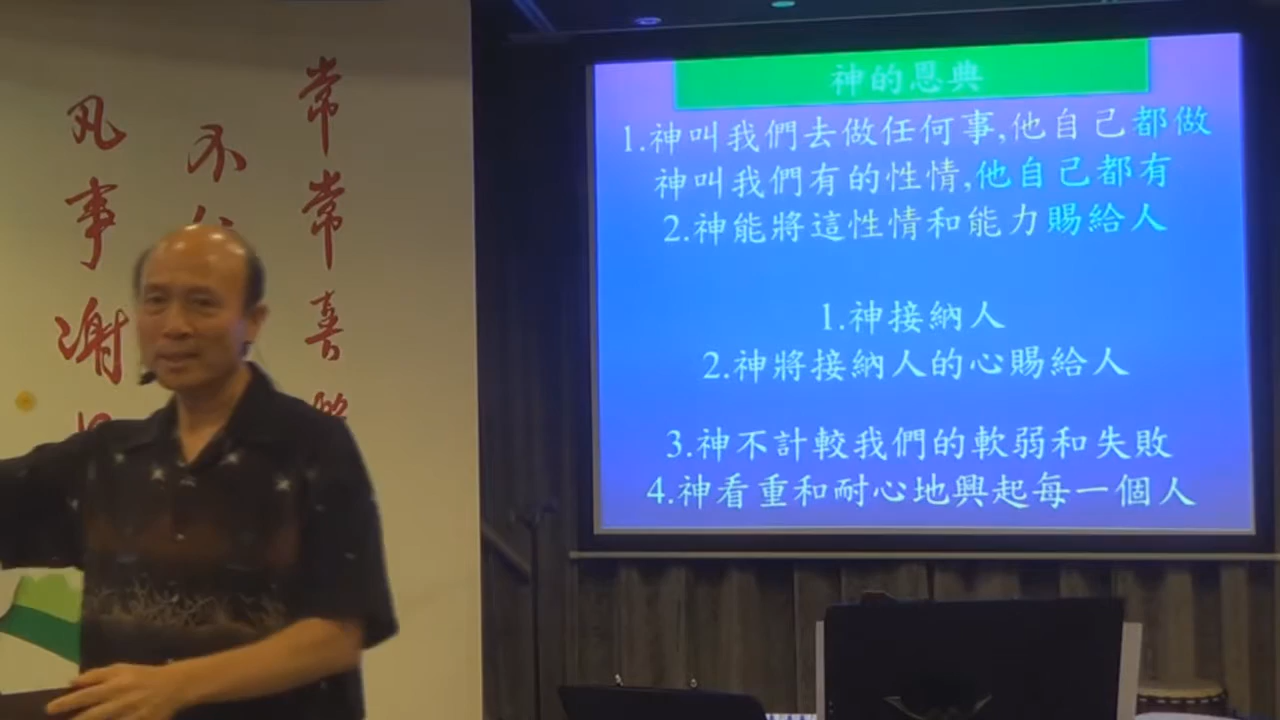 神的恩典
1.神叫我們去做任何事,他自己都做
神叫我們有的性情,他自己都有
2.神能將這性情和能力賜給人
1.神接納人
2.神將接納人的心賜給人
3.神不計較我們的軟弱和失敗
4.神看重和耐心地興起每一個人
常常喜
不
凡事謝